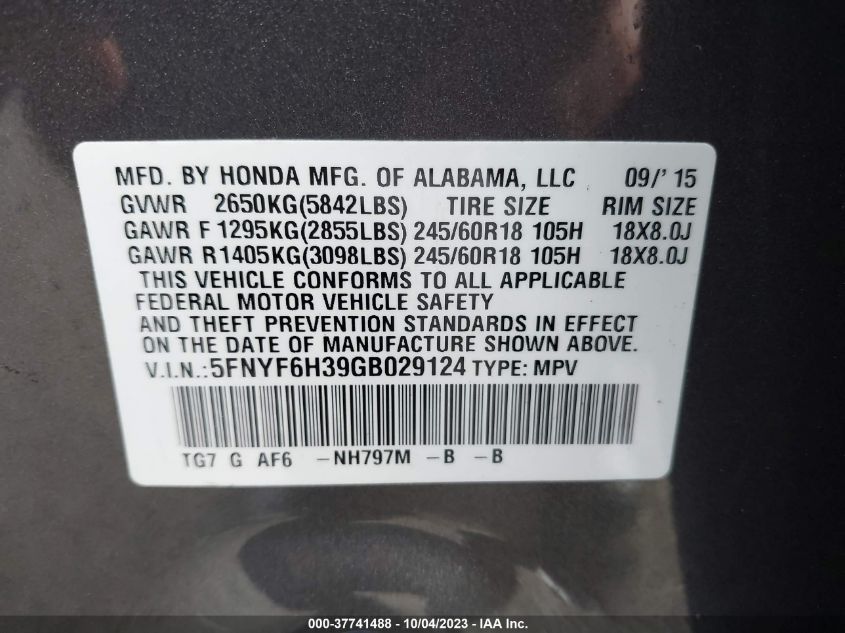 MFD. BY HONDA MFG. OF ALABAMA, LLC 09/' 15
GVWR 2650KG(5842LBS) TIRE SIZE RIM SIZE
GAWR F 1295KG(2855LBS) 245/60R18 105H 18X8.0J
GAWR R1405KG(3098LBS) 245/60R18 105H 18X8.0J
THIS VEHICLE CONFORMS TO ALL APPLICABLE
FEDERAL MOTOR VEHICLE SAFETY
AND THEFT PREVENTION STANDARDS IN EFFECT
ON THE DATE OF MANUFACTURE SHOWN ABOVE.
V.I.N.:5FNYF6H39GB029124 TYPE: MPV
TG7 G AF6 -NH797M -B -B
000-37741488 - 10/04/2023 - IAA Inc.